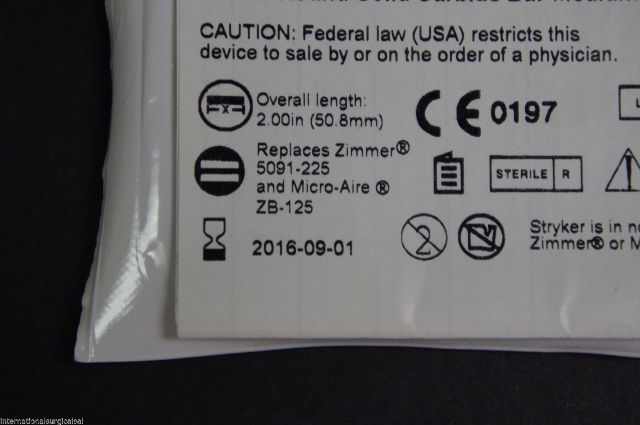 CAUTION: Federal law (USA) restricts this
device to sale by or on the order of a physician.
Overall length:
2.00in (50.8mm)
CE 0197
Replaces Zimmer®
5091-225
and Micro-Aire ®
ZB-125
STERILE R
2016-09-01
2
Stryker is in
Zimmer® or
internationalsurgicalsal